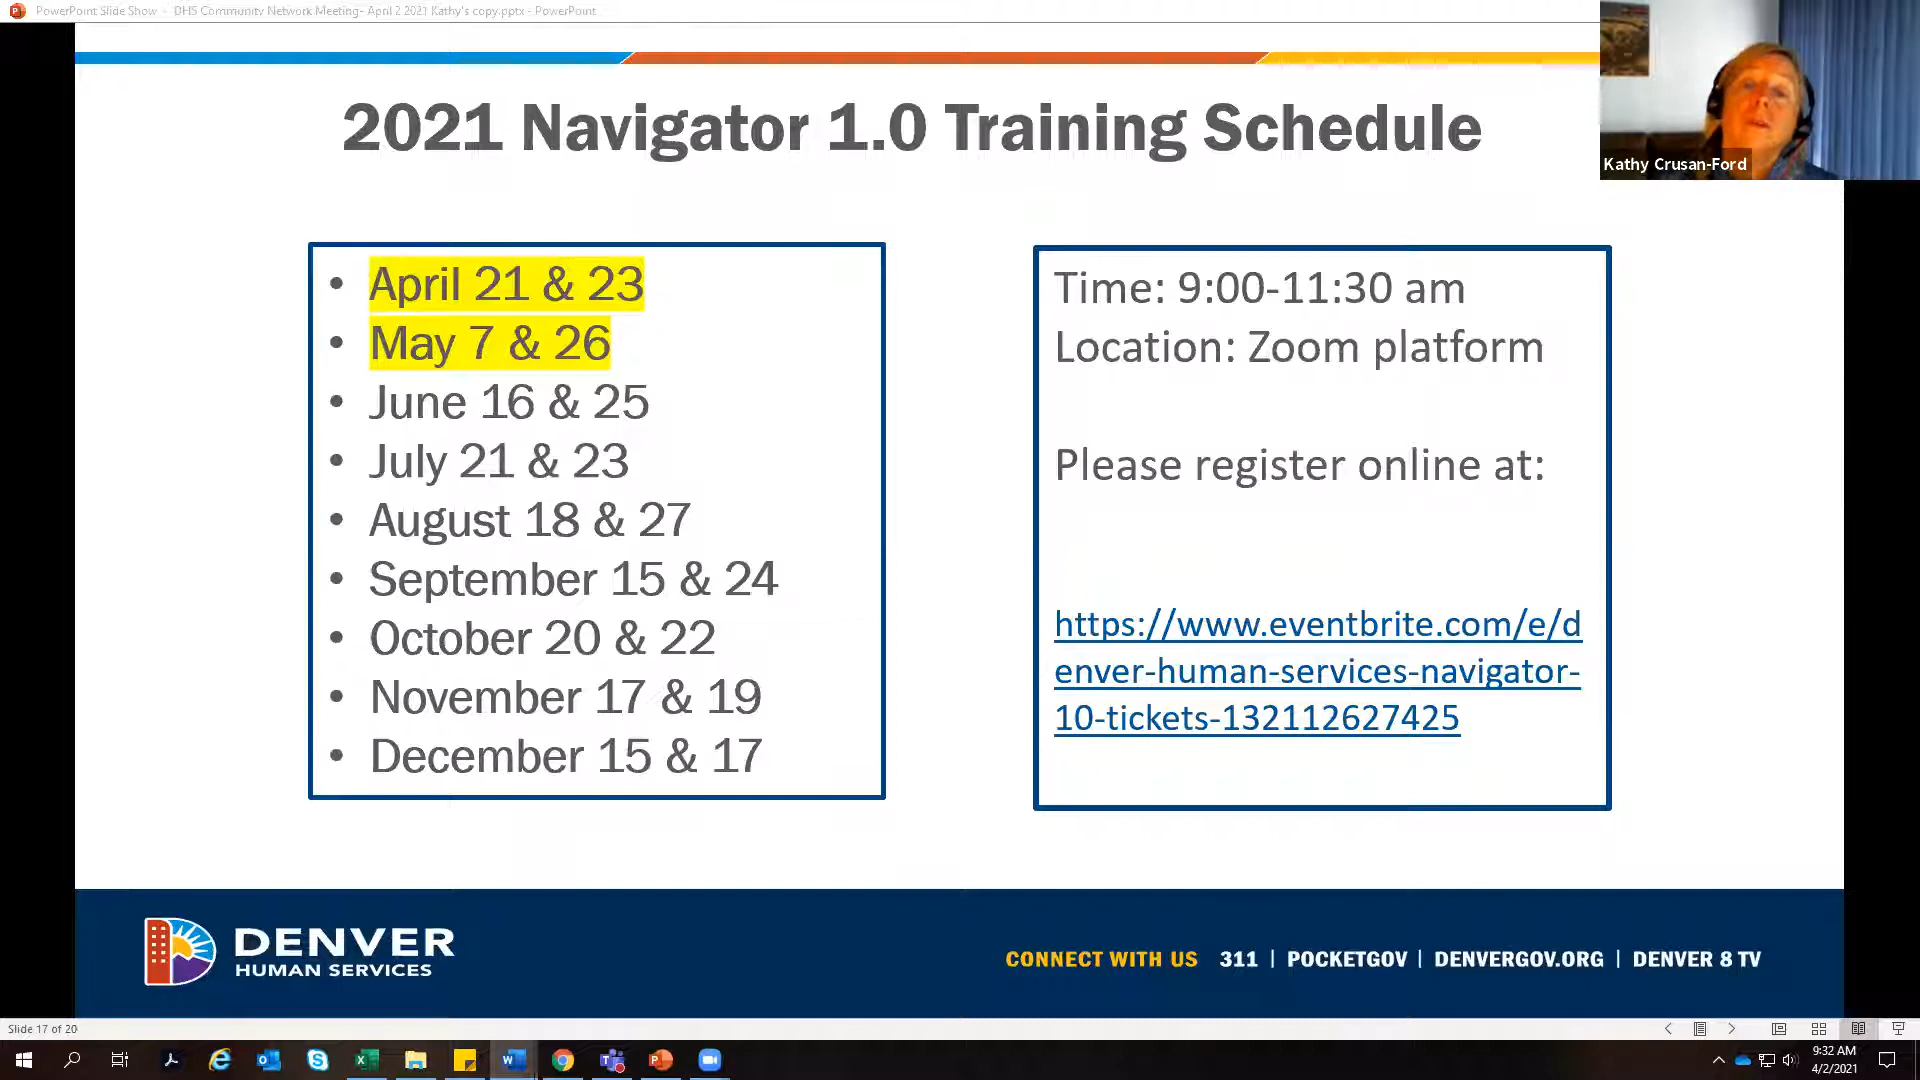 PowerPoint Slide Show - DHS Community Network Meeting- April 2 2021 Kathy's copy.pptx - PowerPoint
Kathy Crusan-Ford
2021 Navigator 1.0 Training Schedule
• April 21 & 23
• May 7 & 26
• June 16 & 25
• July 21 & 23
• August 18 & 27
• September 15 & 24
• October 20 & 22
• November 17 & 19
• December 15 & 17
Time: 9:00-11:30 am
Location: Zoom platform
Please register online at:
https://www.eventbrite.com/e/d
enver-human-services-navigator-
10-tickets-132112627425
DENVER
HUMAN SERVICES
CONNECT WITH US 311 | POCKETGOV | DENVERGOV.ORG | DENVER 8 TV
Slide 17 of 20
9:32 AM
4/2/2021